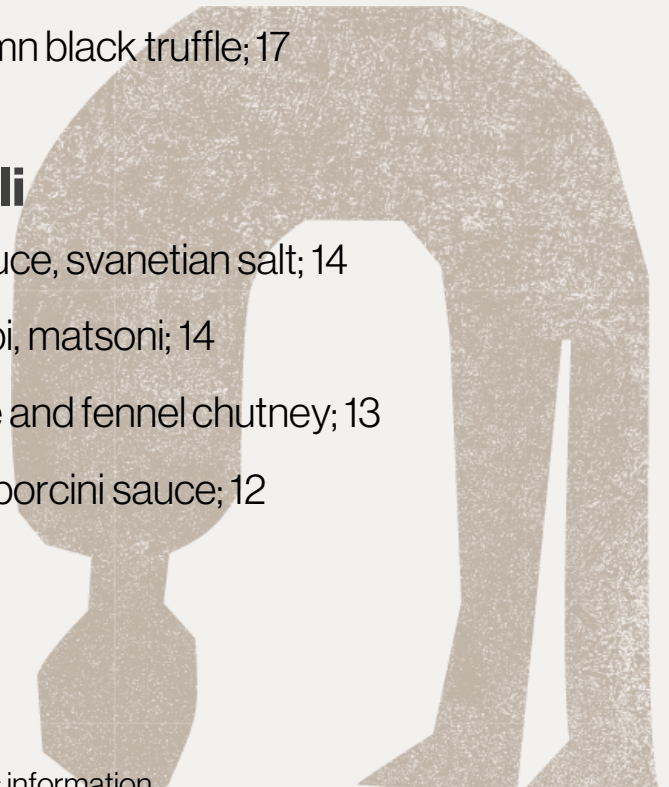 mn black truffle; 17
li
uce, svanetian salt; 14
i, matsoni; 14
and fennel chutney; 13
porcini sauce; 12
information